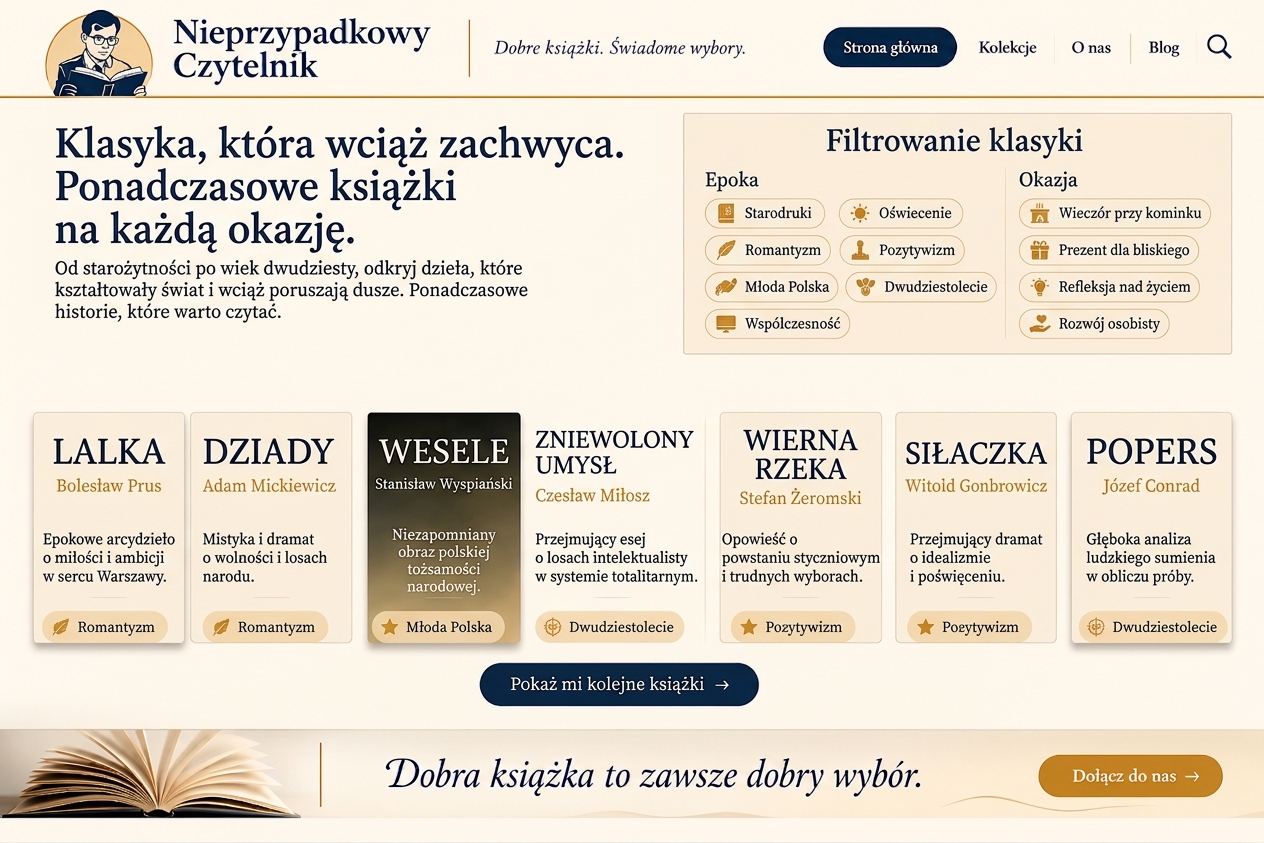 Nieprzypadkowy
Czytelnik
Dobre książki. Świadome wybory.
Strona główna
Kolekcje
O nas
Blog
Klasyka, która wciąż zachwyca.
Ponadczasowe książki
na każdą okazję.
Od starożytności po wiek dwudziesty, odkryj dzieła, które
kształtowały świat i wciąż poruszają dusze. Ponadczasowe
historie, które warto czytać.
Filtrowanie klasyki
Epoka
Starodruki
Oświecenie
Romantyzm
Pozytywizm
Młoda Polska
Dwudziestolecie
Współczesność
Okazja
Wieczór przy kominku
Prezent dla bliskiego
Refleksja nad życiem
Rozwój osobisty
LALKA
Bolesław Prus
Epokowe arcydzieło
o miłości i ambicji
w sercu Warszawy.
Romantyzm
DZIADY
Adam Mickiewicz
Mistyka i dramat
o wolności i losach
narodu.
Romantyzm
WESELE
Stanisław Wyspiański
Niezapomniany
obraz polskiej
tożsamości
narodowej.
Młoda Polska
ZNIEWOLONY
UMYSŁ
Czesław Miłosz
Przejmujący esej
o losach intelektualisty
w systemie totalitarnym.
Dwudziestolecie
WIERNA
RZEKA
Stefan Żeromski
Opowieść o
powstaniu styczniowym
i trudnych wyborach.
Pozytywizm
SIŁACZKA
Witold Gonbrowicz
Przejmujący dramat
o idealizmie
i poświęceniu.
Pozytywizm
POPERS
Józef Conrad
Głęboka analiza
ludzkiego sumienia
w obliczu próby.
Dwudziestolecie
Pokaż mi kolejne książki →
Dobra książka to zawsze dobry wybór.
Dołącz do nas →